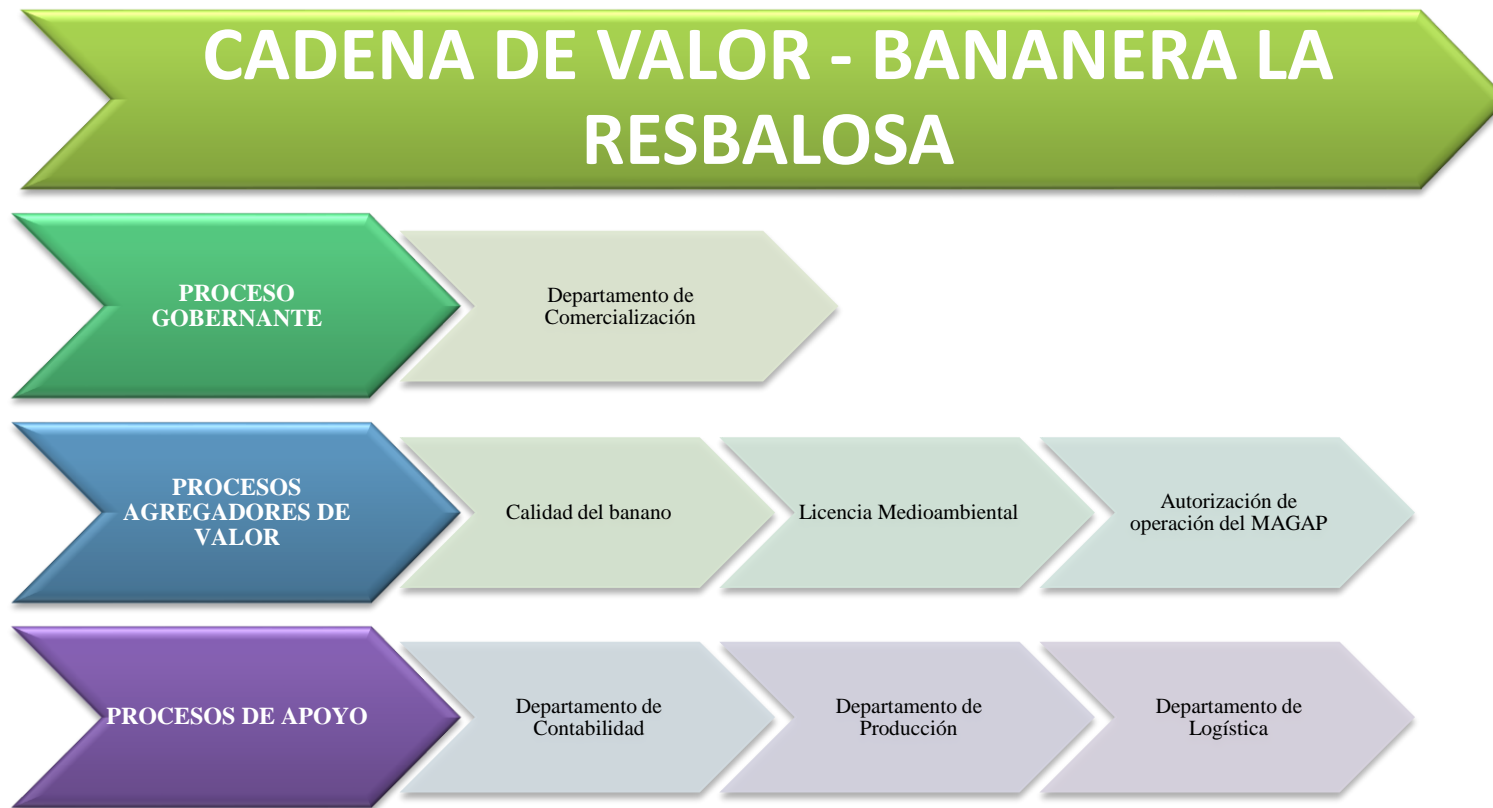 CADENA DE VALOR - BANANERA LA
RESBALOSA
PROCESO
GOBERNANTE
Departamento de
Comercialización
PROCESOS
AGREGADORES DE
VALOR
Calidad del banano
Licencia Medioambiental
Autorización de
operación del MAGAP
PROCESOS DE APOYO
Departamento de
Contabilidad
Departamento de
Producción
Departamento de
Logística